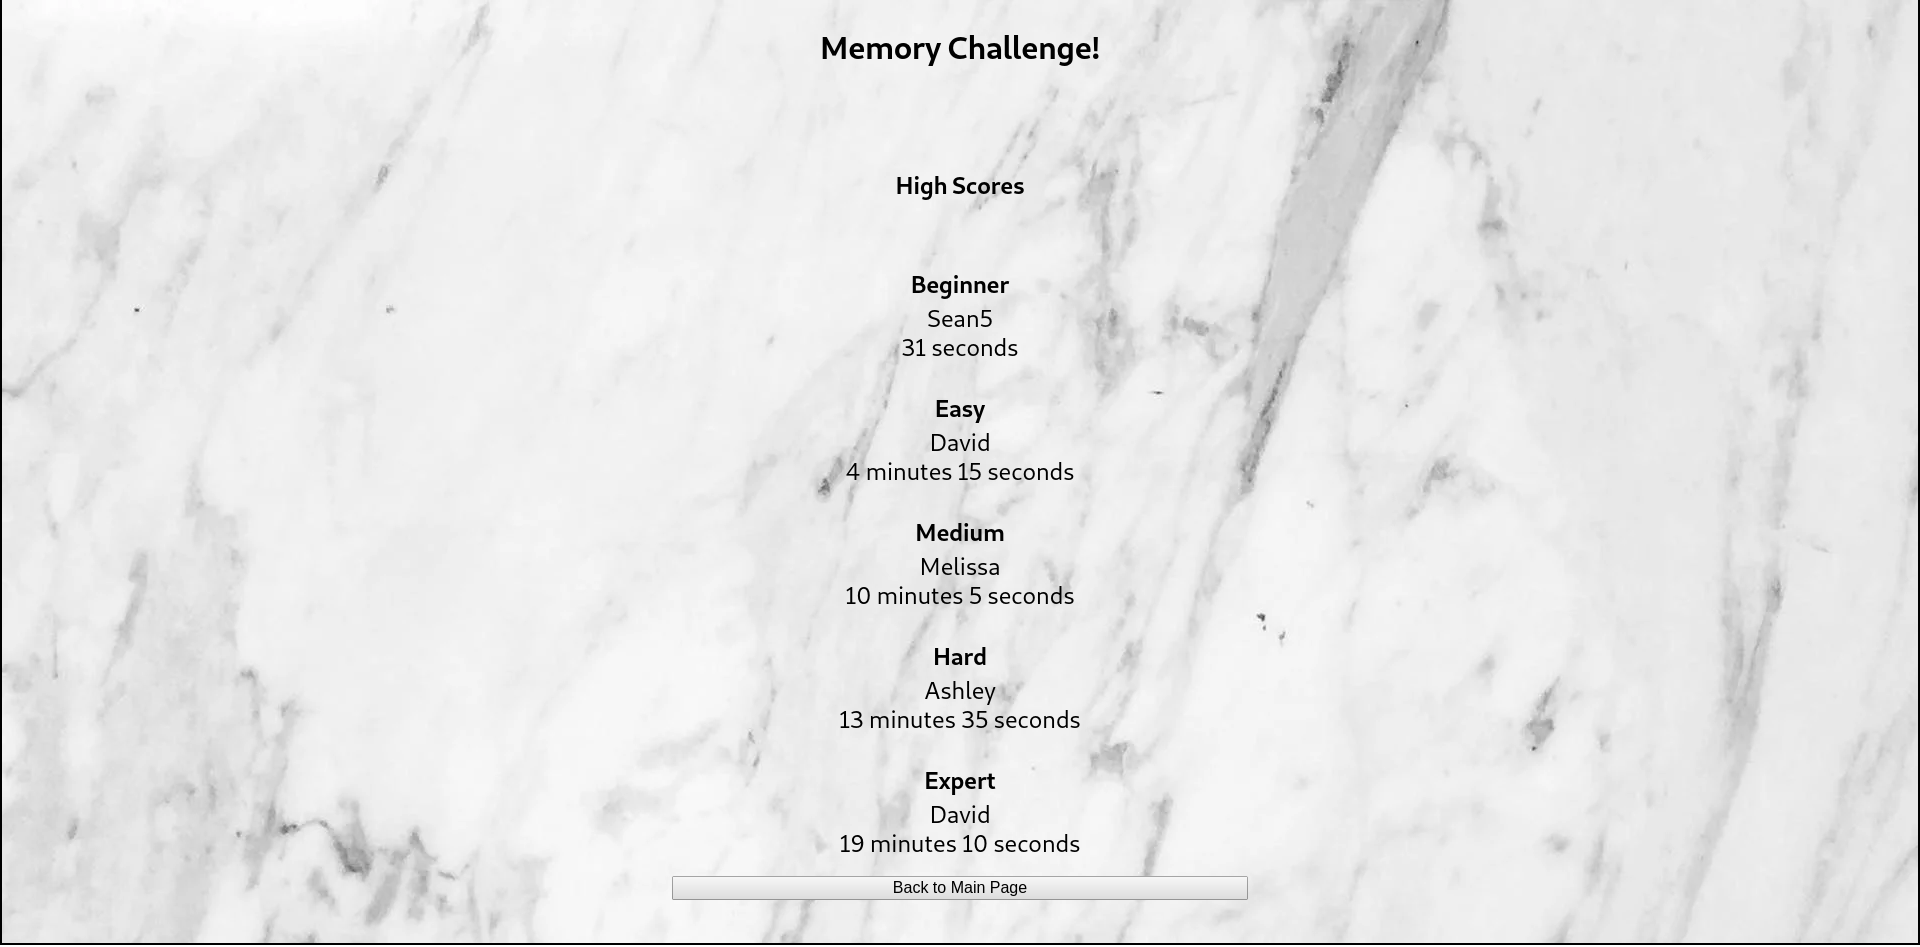 Memory Challenge!
High Scores
Beginner
Sean5
31 seconds
Easy
David
4 minutes 15 seconds
Medium
Melissa
10 minutes 5 seconds
Hard
Ashley
13 minutes 35 seconds
Expert
David
19 minutes 10 seconds
Back to Main Page